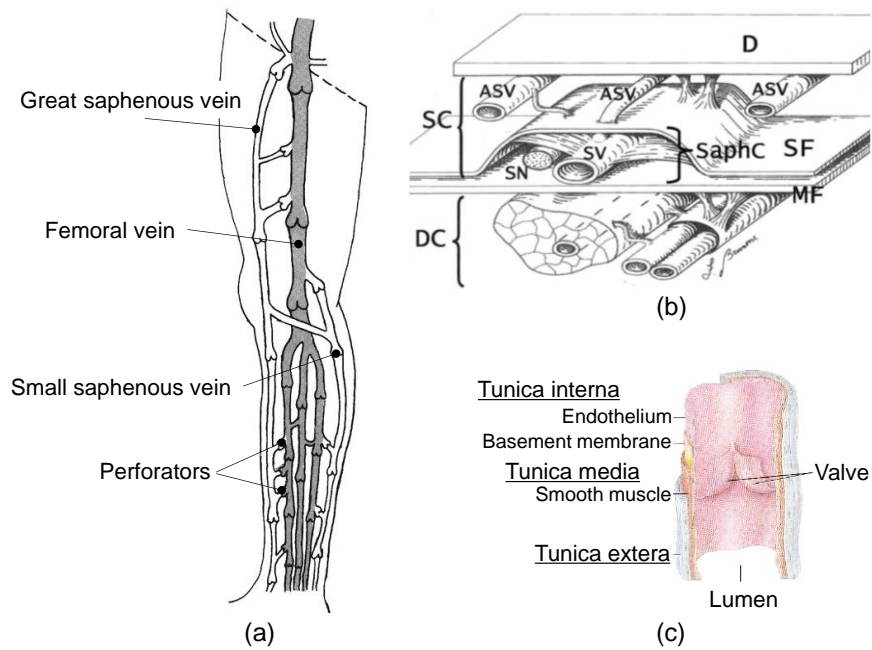 Great saphenous vein
Femoral vein
Small saphenous vein
Perforators
(a)
D
ASV
ASV
ASV
SC
SV
SaphC
SF
SN
MF
DC
(b)
Tunica interna
Endothelium
Basement membrane
Tunica media
Smooth muscle
Valve
Tunica extera
Lumen
(c)